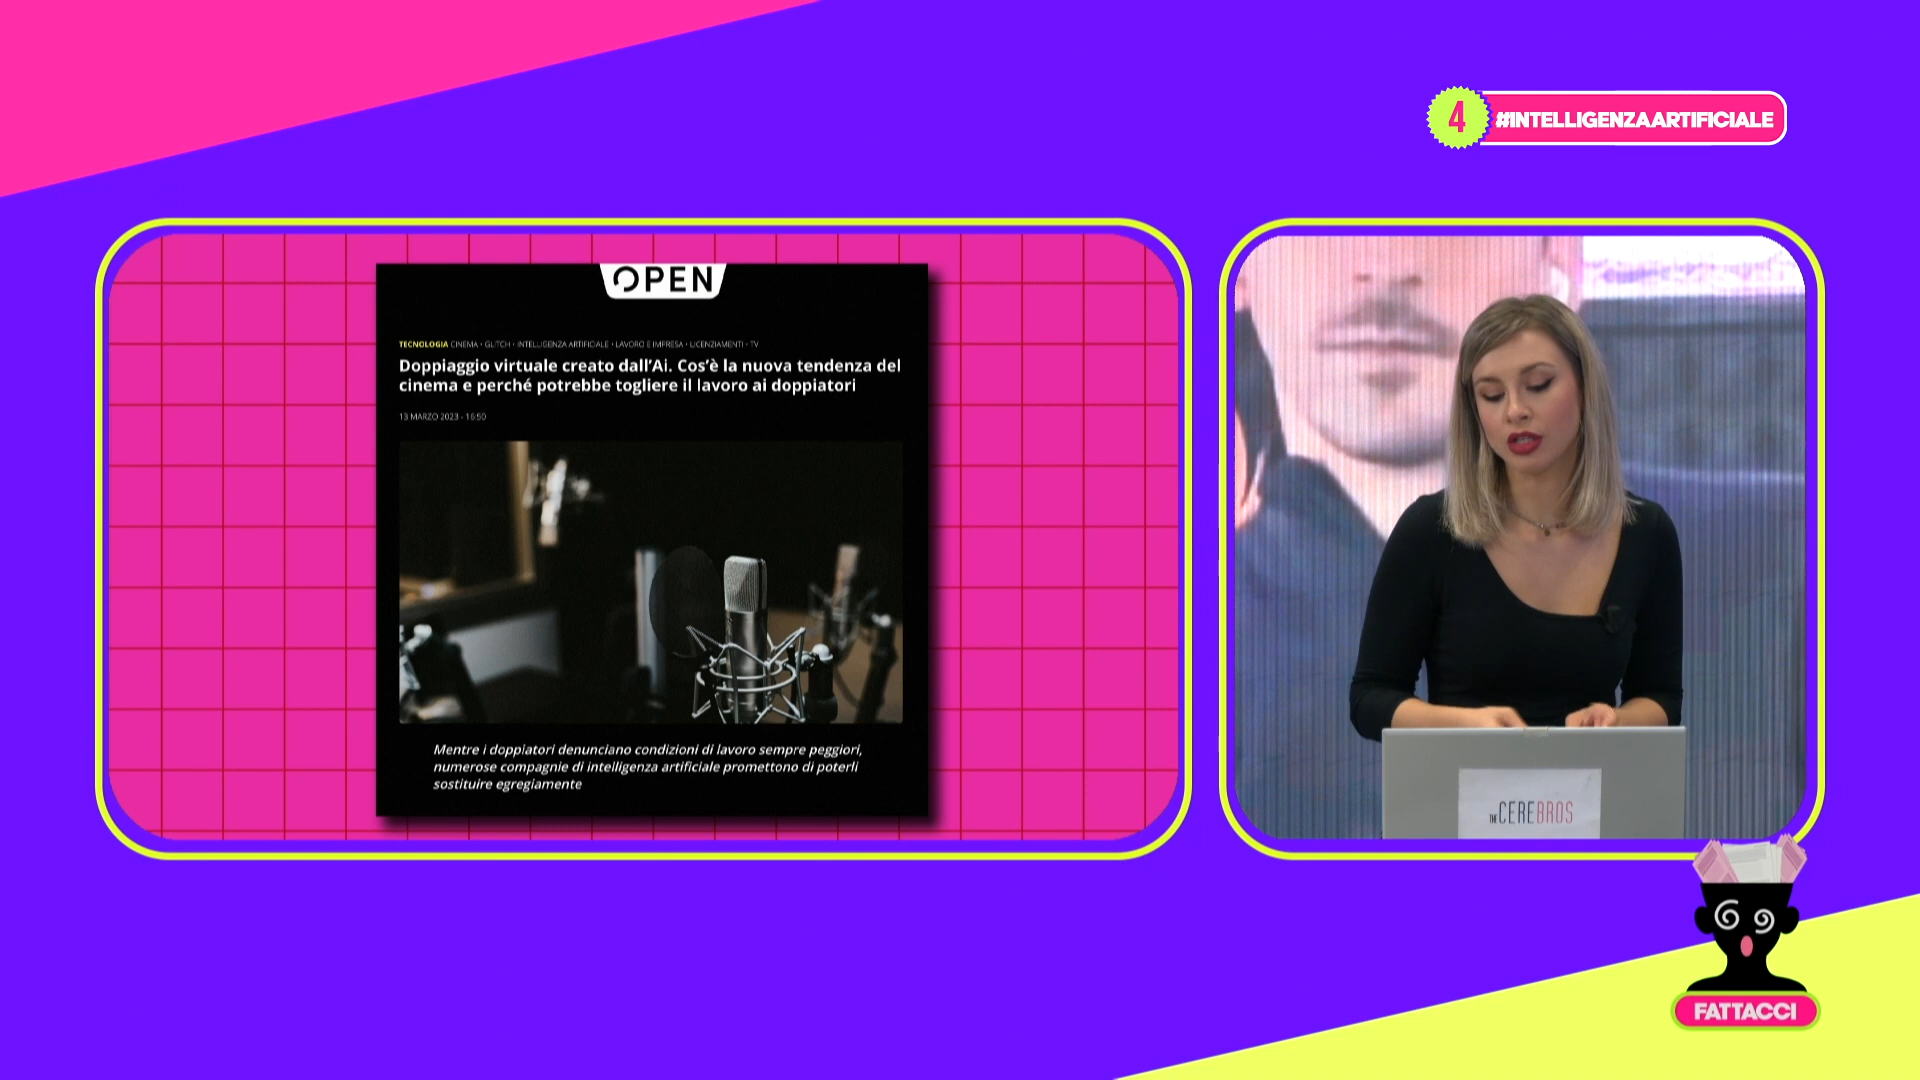 4 #INTELLIGENZAARTIFICIALE
OPEN
TECNOLOGIA CINEMA • GLITCH • INTELLIGENZA ARTIFICIALE • LAVORO E IMPRESA • LICENZIAMENTI • TV
Doppiaggio virtuale creato dall'Ai. Cos'è la nuova tendenza del
cinema e perché potrebbe togliere il lavoro ai doppiatori
13 MARZO 2023 - 16:50
Mentre i doppiatori denunciano condizioni di lavoro sempre peggiori,
numerose compagnie di intelligenza artificiale promettono di poterli
sostituire egregiamente
THE CEREBROS
FATTACCI